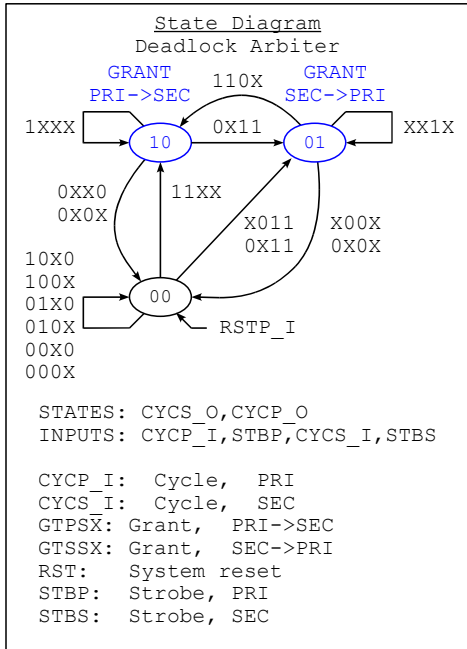 State Diagram
Deadlock Arbiter
GRANT
PRI->SEC
GRANT
SEC->PRI
110X
1XXX
10
0X11
01
XX1X
0XX0
0X0X
11XX
X011
0X11
X00X
0X0X
10X0
100X
01X0
010X
00X0
000X
00
RSTP_I
STATES: CYCS_O,CYCP_O
INPUTS: CYCP_I,STBP,CYCS_I,STBS
CYCP_I: Cycle, PRI
CYCS_I: Cycle, SEC
GTPSX: Grant, PRI->SEC
GTSSX: Grant, SEC->PRI
RST: System reset
STBP: Strobe, PRI
STBS: Strobe, SEC